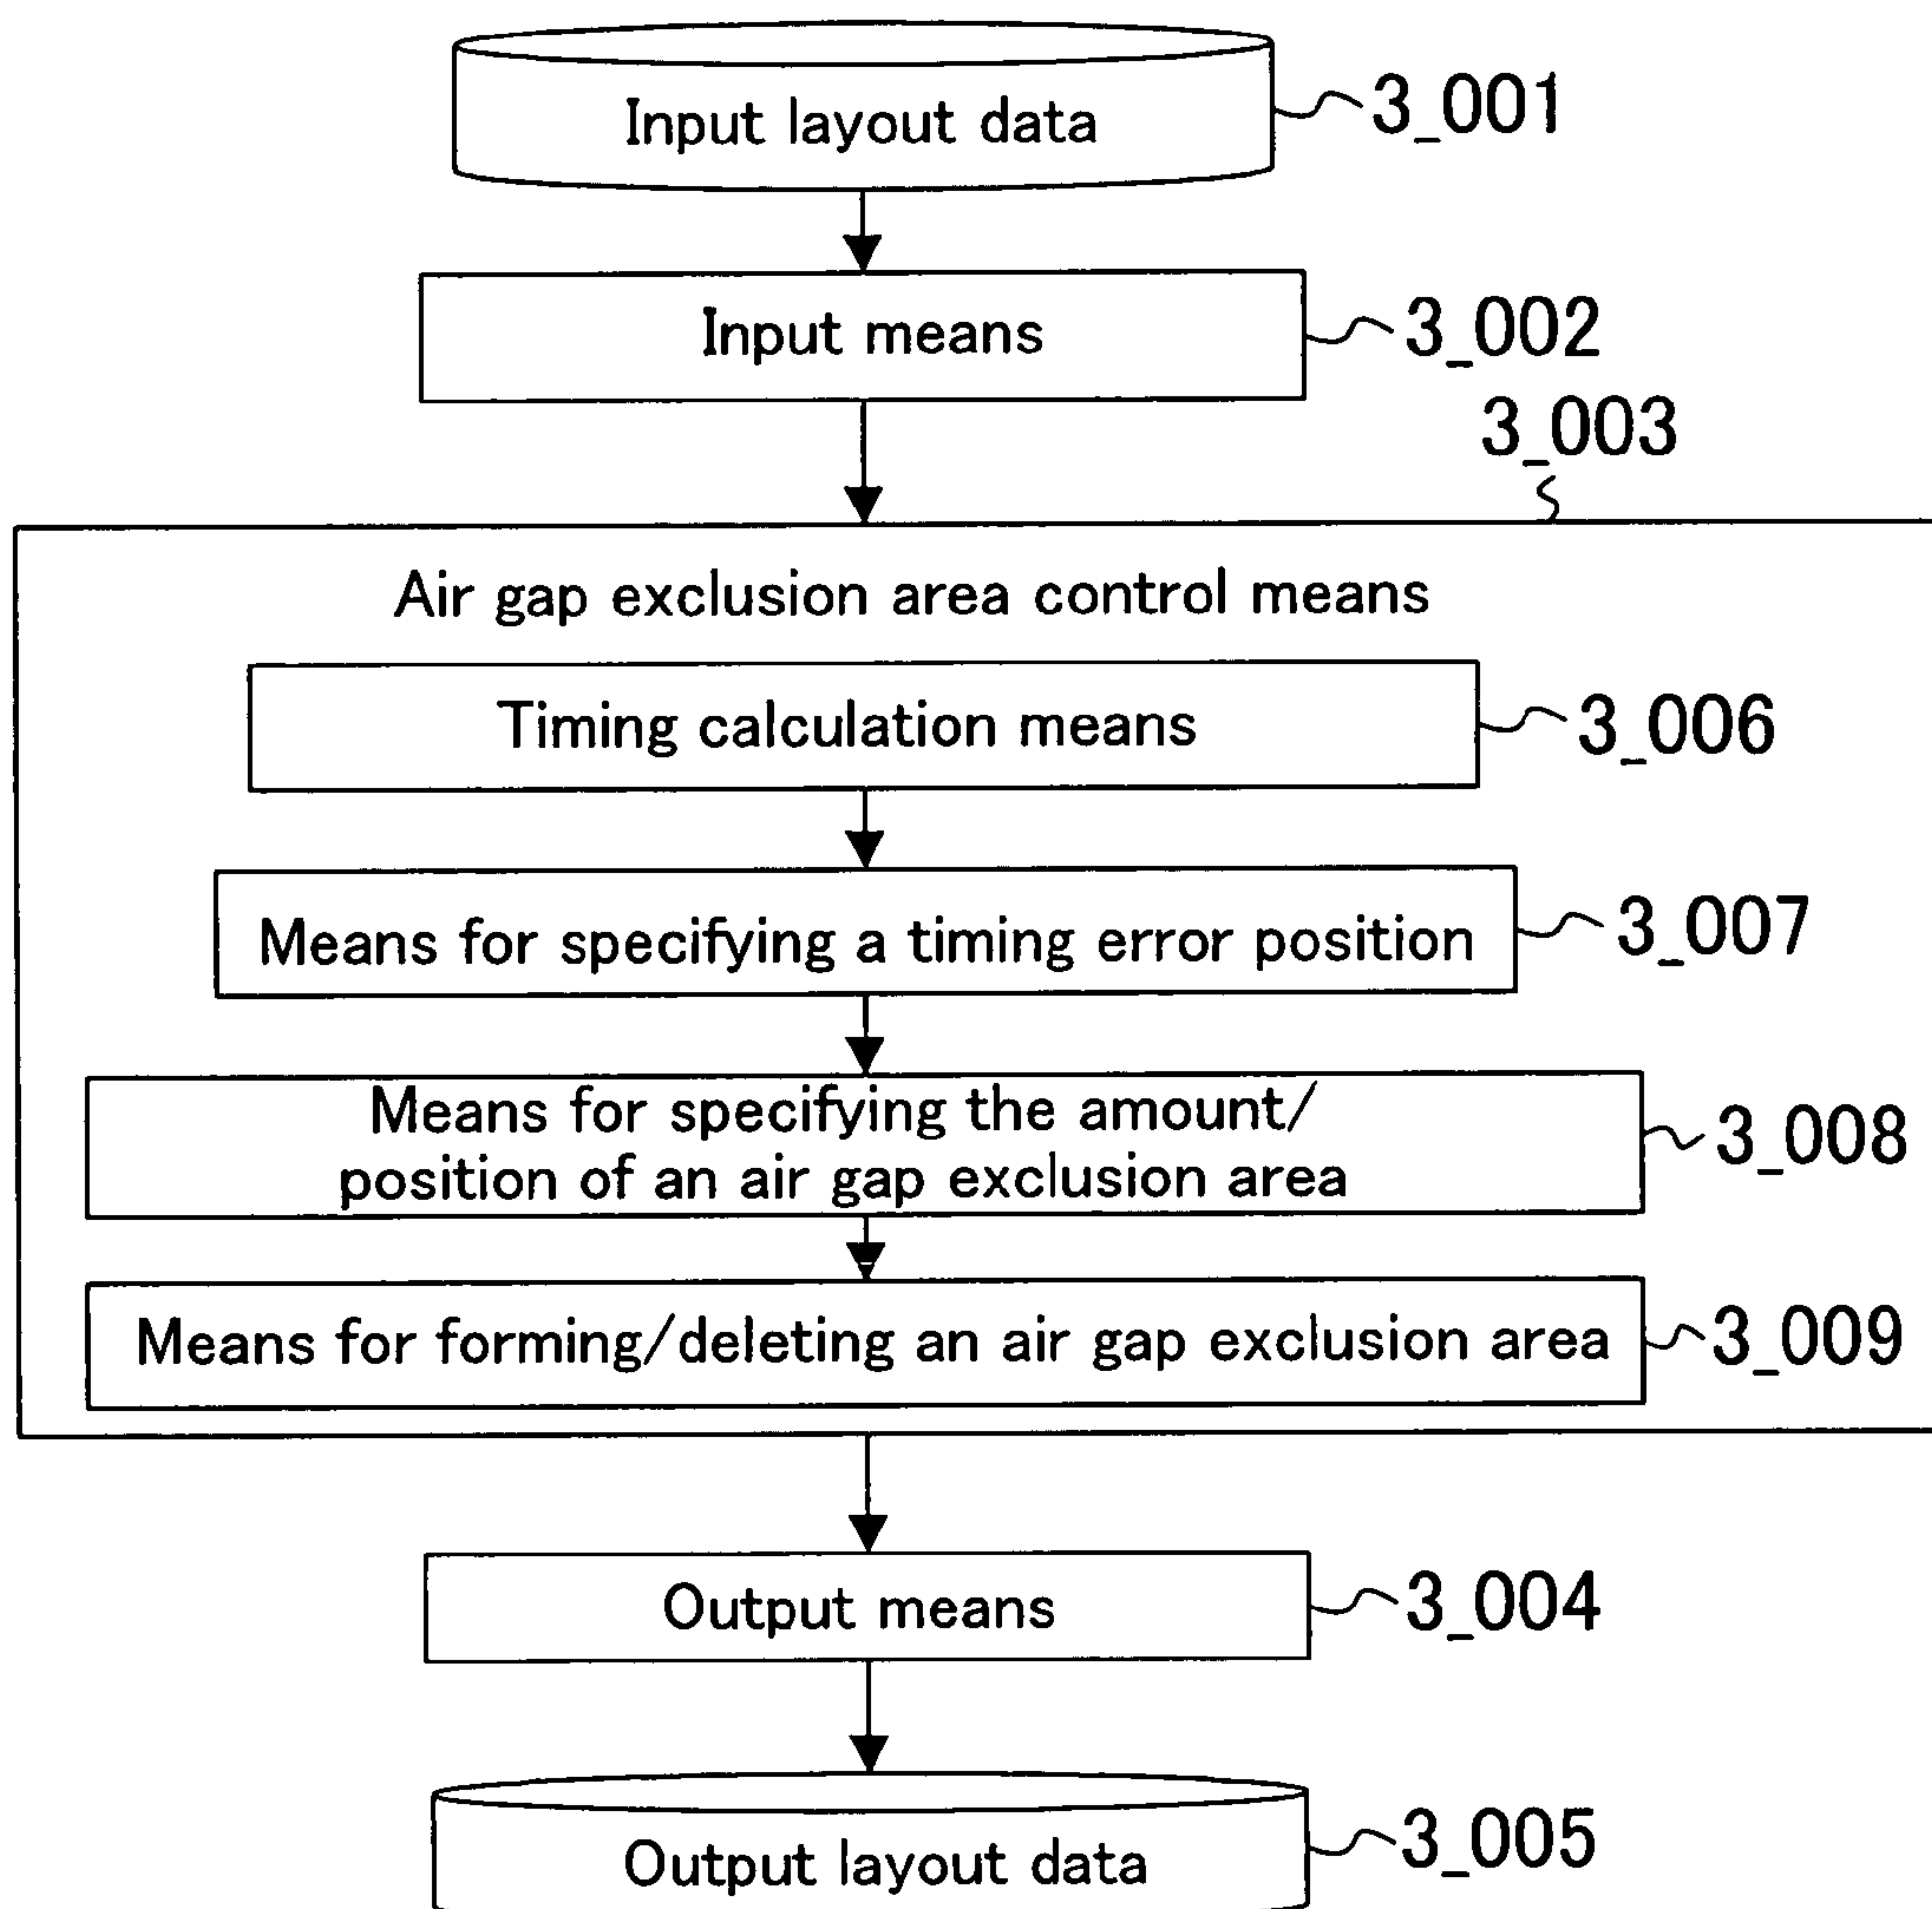 Input layout data
3_001
Input means
3_002
3_003
Air gap exclusion area control means
Timing calculation means
3_006
Means for specifying a timing error position
3_007
Means for specifying the amount/
position of an air gap exclusion area
3_008
Means for forming/deleting an air gap exclusion area
3_009
Output means
3_004
Output layout data
3_005